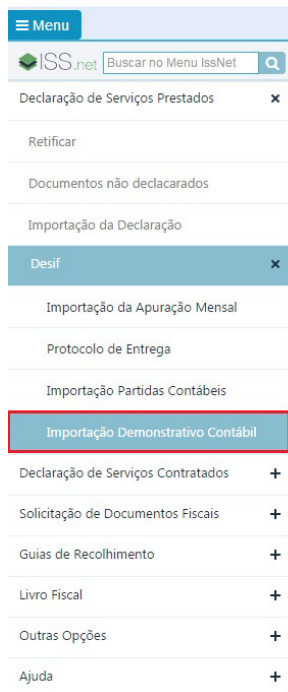 Menu
ISS.net Buscar no Menu IssNet
Declaração de Serviços Prestados ×
Retificar
Documentos não declacarados
Importação da Declaração
Desif ×
Importação da Apuração Mensal
Protocolo de Entrega
Importação Partidas Contábeis
Importação Demonstrativo Contábil
Declaração de Serviços Contratados +
Solicitação de Documentos Fiscais +
Guias de Recolhimento +
Livro Fiscal +
Outras Opções +
Ajuda +